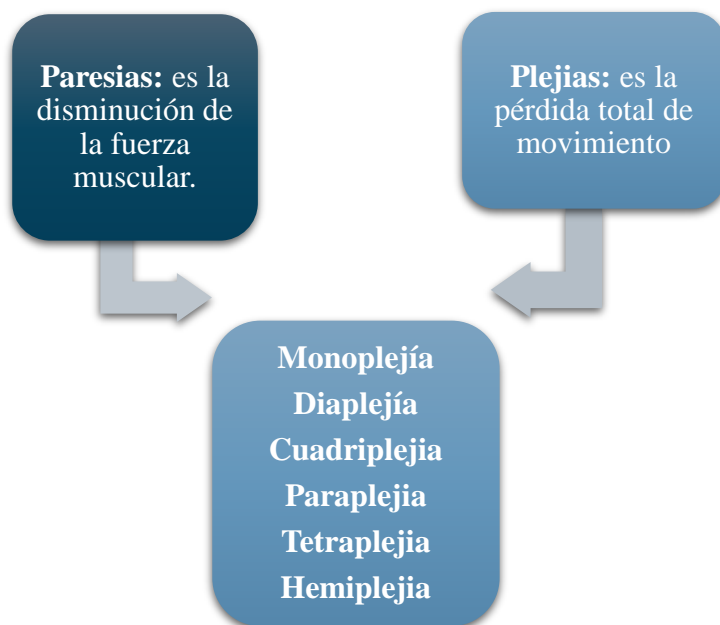 Paresias: es la
disminución de
la fuerza
muscular.
Plejias: es la
pérdida total de
movimiento
Monoplejía
Diaplejía
Cuadriplejia
Paraplejia
Tetraplejia
Hemiplejia